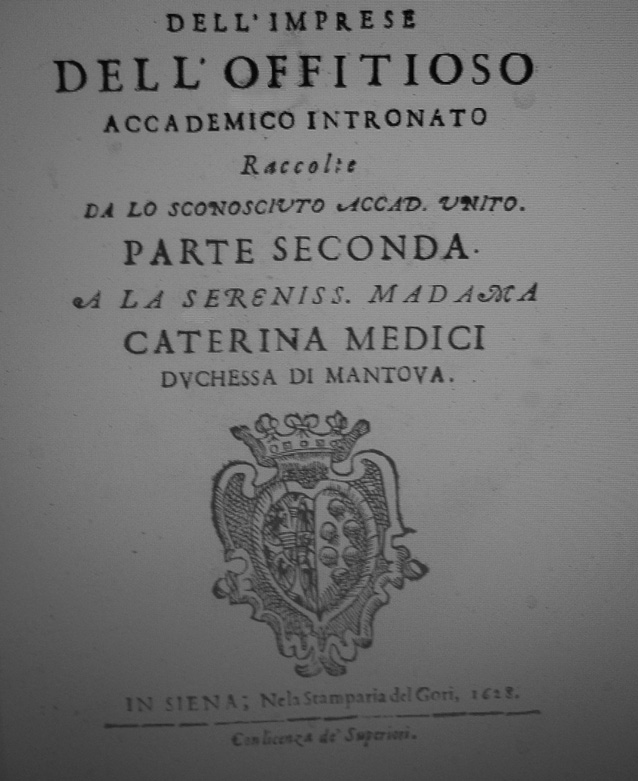 DELL'IMPRESE
DELL'OFFITIOSO
ACCADEMICO INTRONATO
Raccolte
DA LO SCONOSCIUTO ACCAD. UNITO.
PARTE SECONDA.
A LA SERENISS. MADAMA
CATERINA MEDICI
DVCHESSA DI MANTOVA.
IN SIENA; Nela Stamparia del Gori, 1628.
Con licenza de' Superiori.